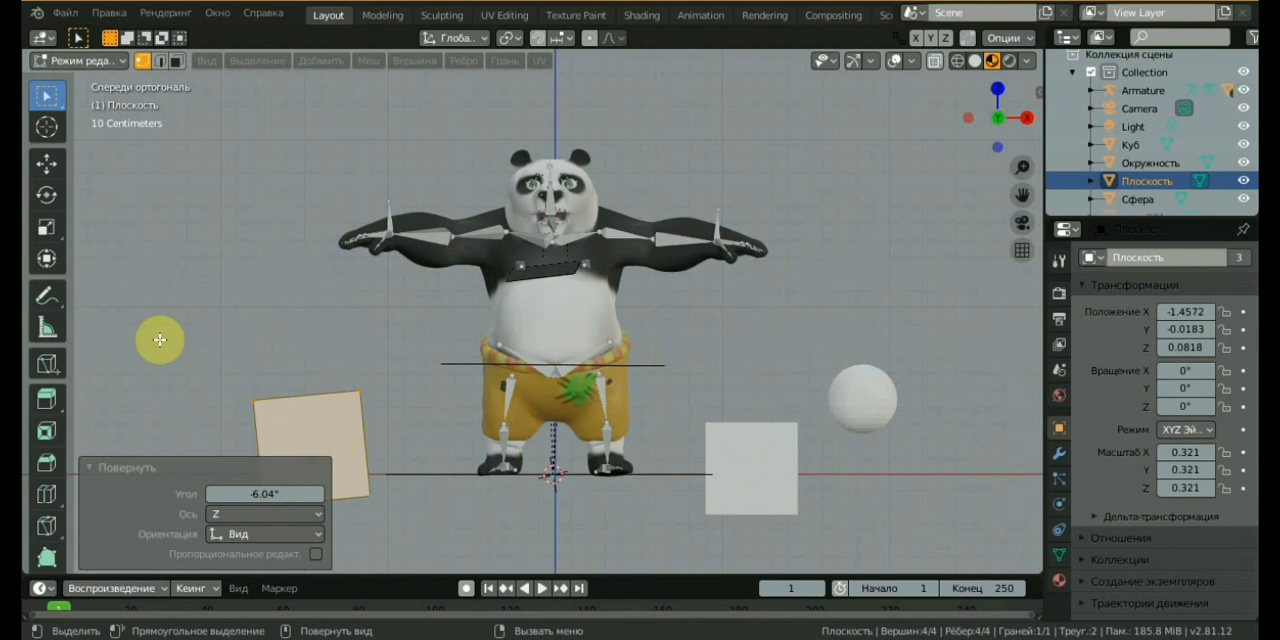 Файл Правка Рендеринг Окно Справка Layout Modeling Sculpting UV Editing Texture Paint Shading Animation Rendering Compositing Sc Scene View Layer
Глоба.. X Y Z Опции
Режим реда.. Вид Выделение Добавить Меш Вершина Ребро Грань UV
Спереди ортогональ
(1) Плоскость
10 Centimeters
Коллекция сцены
Collection
Armature
Camera
Light
Куб
Окружность
Плоскость
Сфера
Плоскость 3
Трансформация
Положение X -1.4572
Y -0.0183
Z 0.0818
Вращение X 0°
Y 0°
Z 0°
Режим XYZ Эй..
Масштаб X 0.321
Y 0.321
Z 0.321
Дельта-трансформация
Отношения
Коллекции
Создание экземпляров
Траектории движения
Повернуть
Угол -6.04°
Ось Z
Ориентация Вид
Пропорциональное редакт.
Воспроизведение Кеинг Вид Маркер 1 Начало 1 Конец 250
Выделить Прямоугольное выделение Повернуть вид Вызвать меню Плоскость | Вершин:4/4 | Рёбер:4/4 | Граней:1/1 | Треуг.:2 | Пам.: 185.8 MiB | v2.81.12